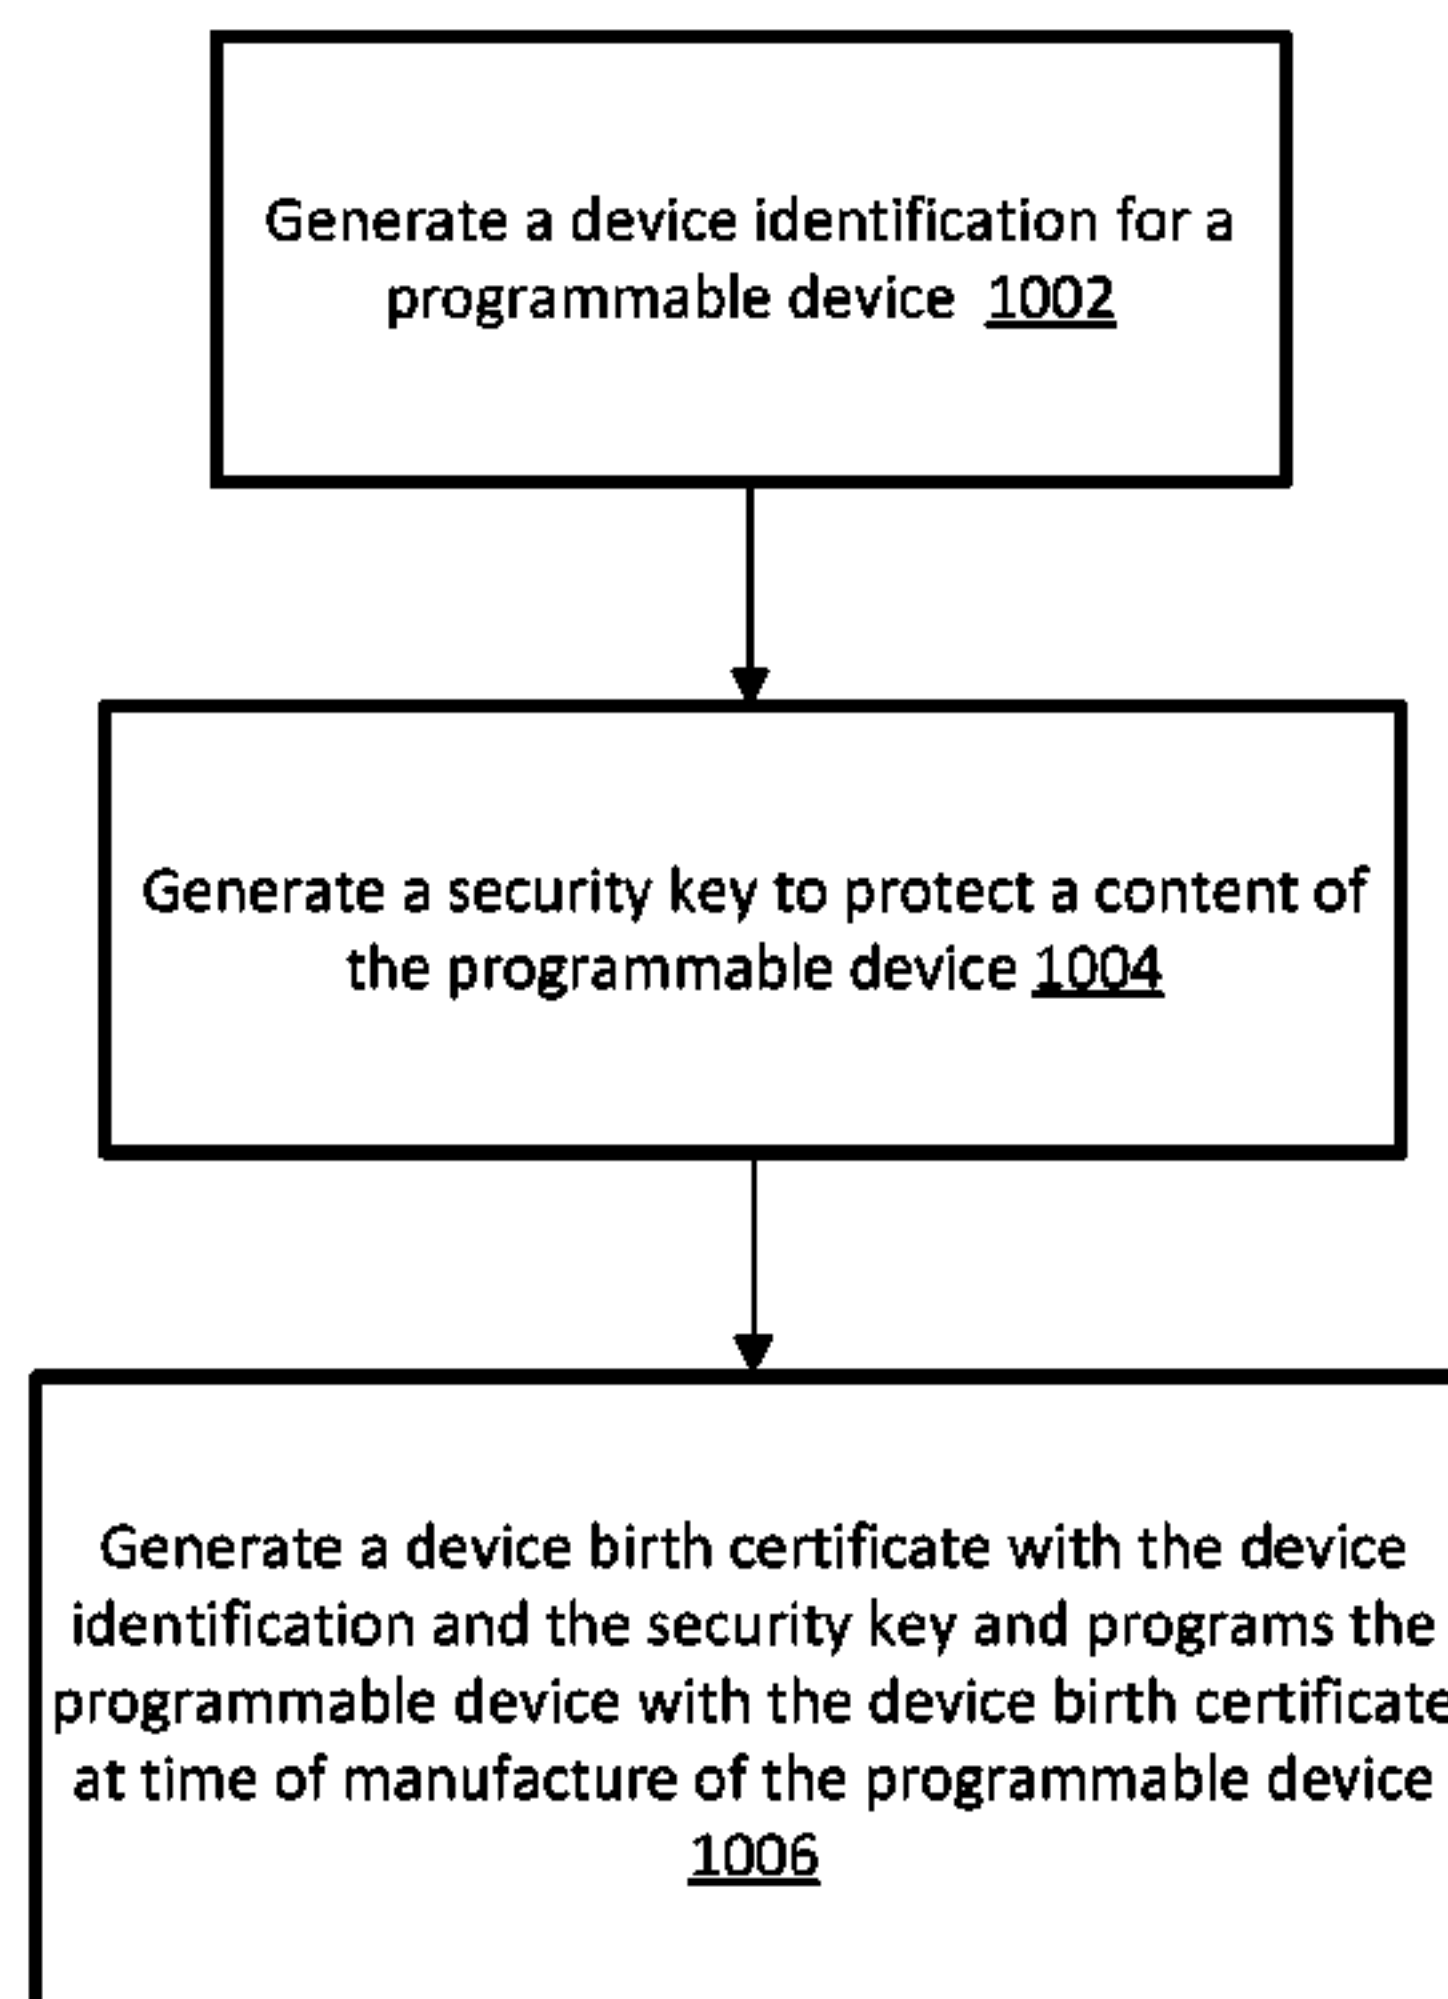 Generate a device identification for a
programmable device 1002
Generate a security key to protect a content of
the programmable device 1004
Generate a device birth certificate with the device
identification and the security key and programs the
programmable device with the device birth certificate
at time of manufacture of the programmable device
1006